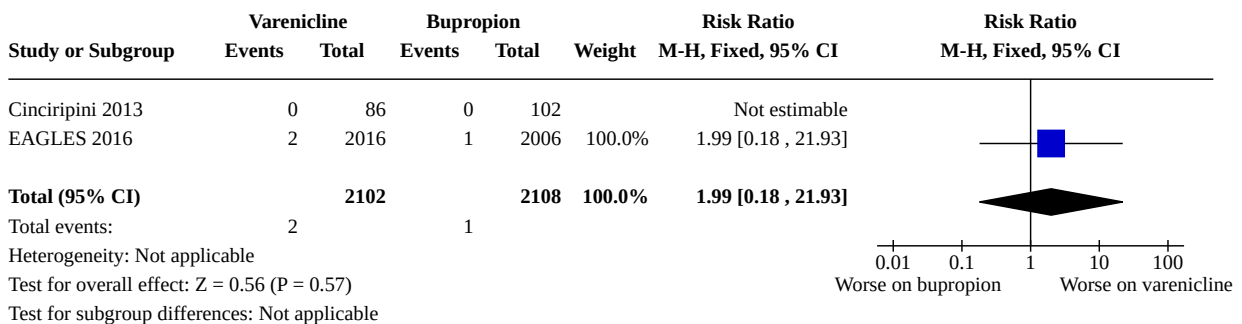 Varenicline Bupropion Risk Ratio Risk Ratio
Study or Subgroup Events Total Events Total Weight M-H, Fixed, 95% CI M-H, Fixed, 95% CI
Cinciripini 2013 0 86 0 102 Not estimable
EAGLES 2016 2 2016 1 2006 100.0% 1.99 [0.18 , 21.93]
Total (95% CI) 2102 2108 100.0% 1.99 [0.18 , 21.93]
Total events: 2 1
Heterogeneity: Not applicable
0.01 0.1 1 10 100
Test for overall effect: Z = 0.56 (P = 0.57) Worse on bupropion Worse on varenicline
Test for subgroup differences: Not applicable